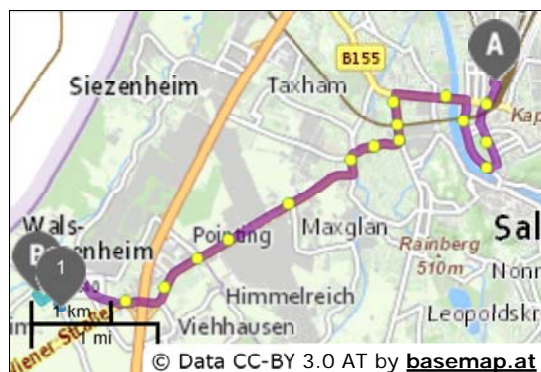 A
B155
Siezenheim
Taxham
Kap
Wals-
Pointing
Maxglan
Sal
Rainberg
510m
Nonn
B
1
Himmelreich
Leopoldskr
1 km
Viehhausen
1 mi
© Data CC-BY 3.0 AT by basemap.at